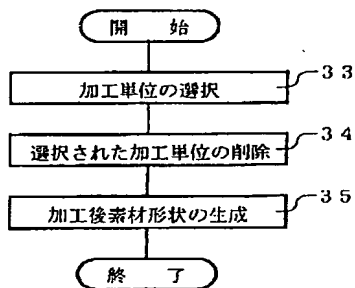 開 始
加工単位の選択 33
選択された加工単位の削除 34
加工後素材形状の生成 35
終 了